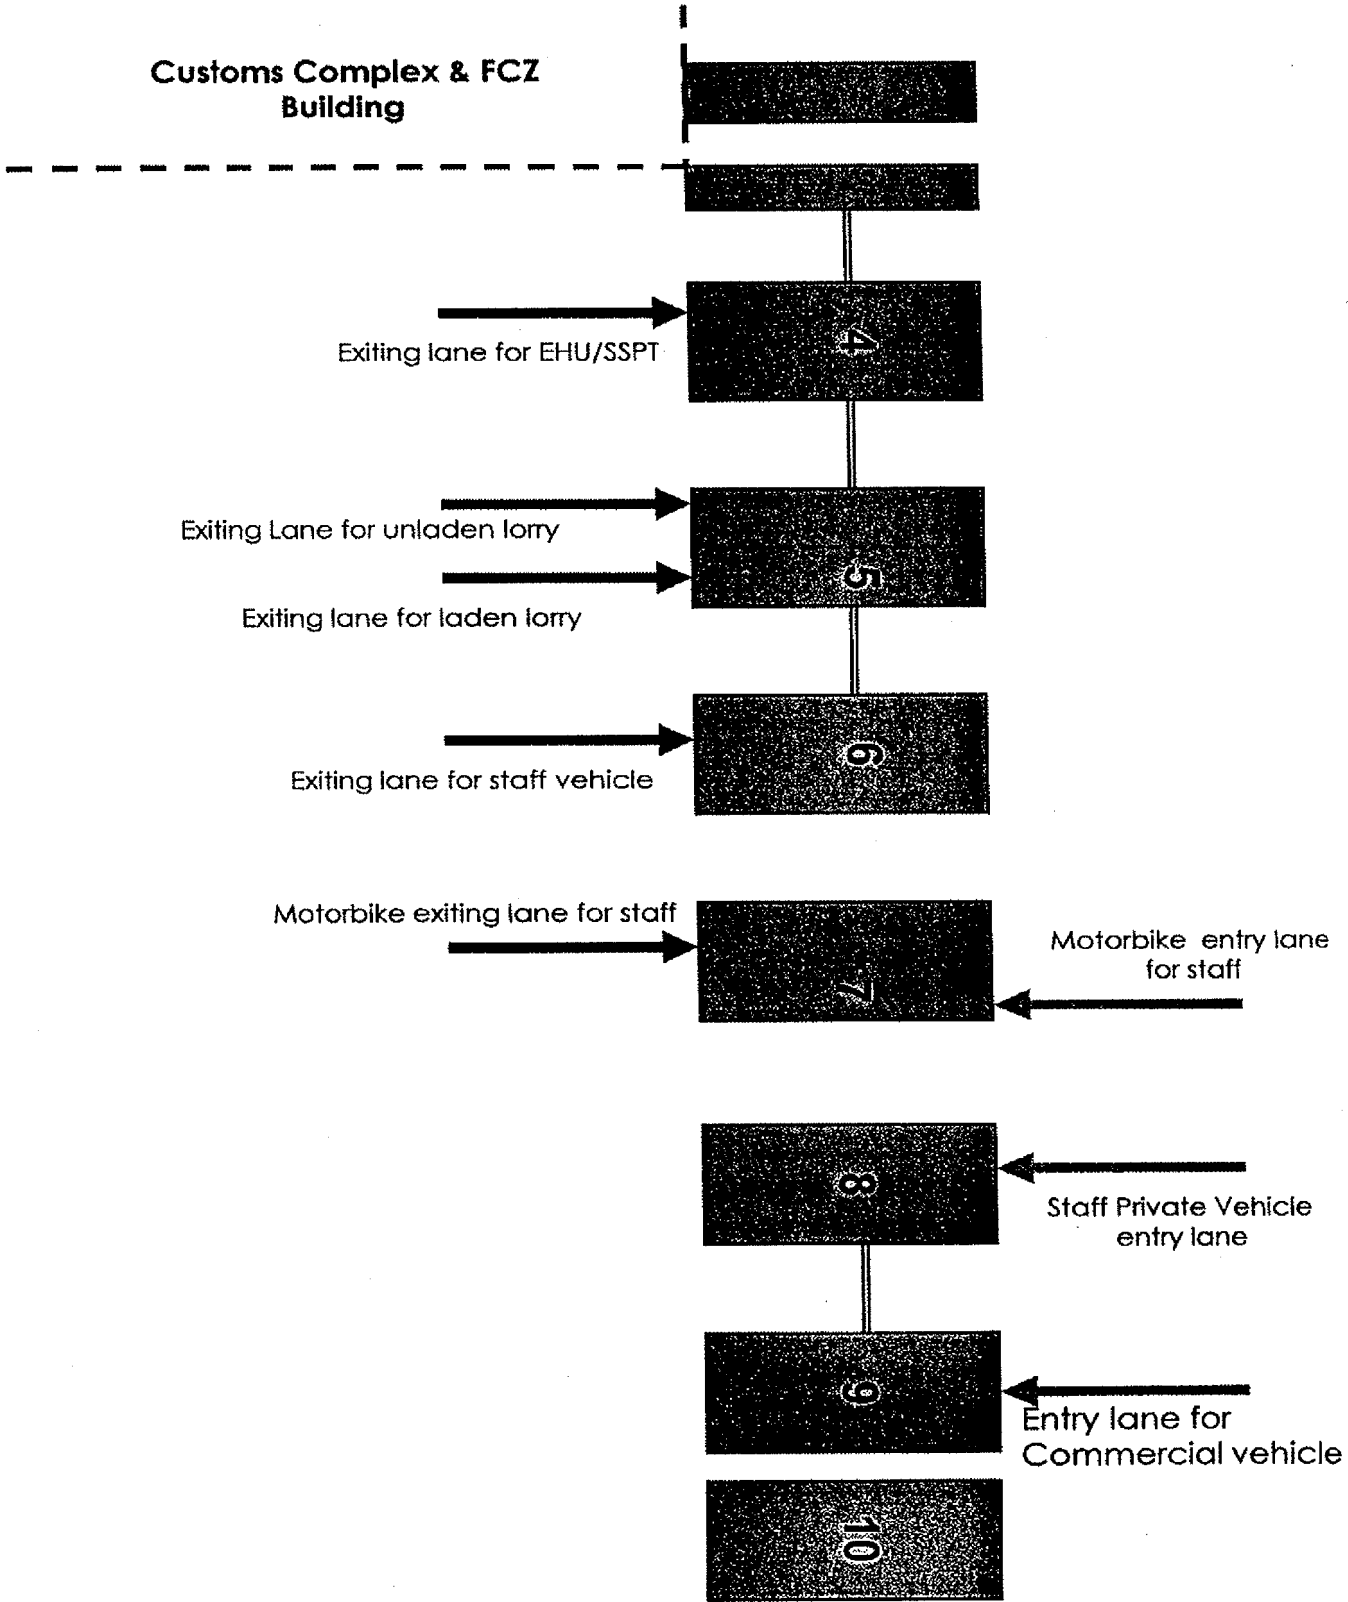 Customs Complex & FCZ
Building
4
Exiting lane for EHU/SSPT
Exiting Lane for unladen lorry
5
Exiting lane for laden lorry
6
Exiting lane for staff vehicle
Motorbike exiting lane for staff
Motorbike entry lane
for staff
7
8
Staff Private Vehicle
entry lane
9
Entry lane for
Commercial vehicle
10